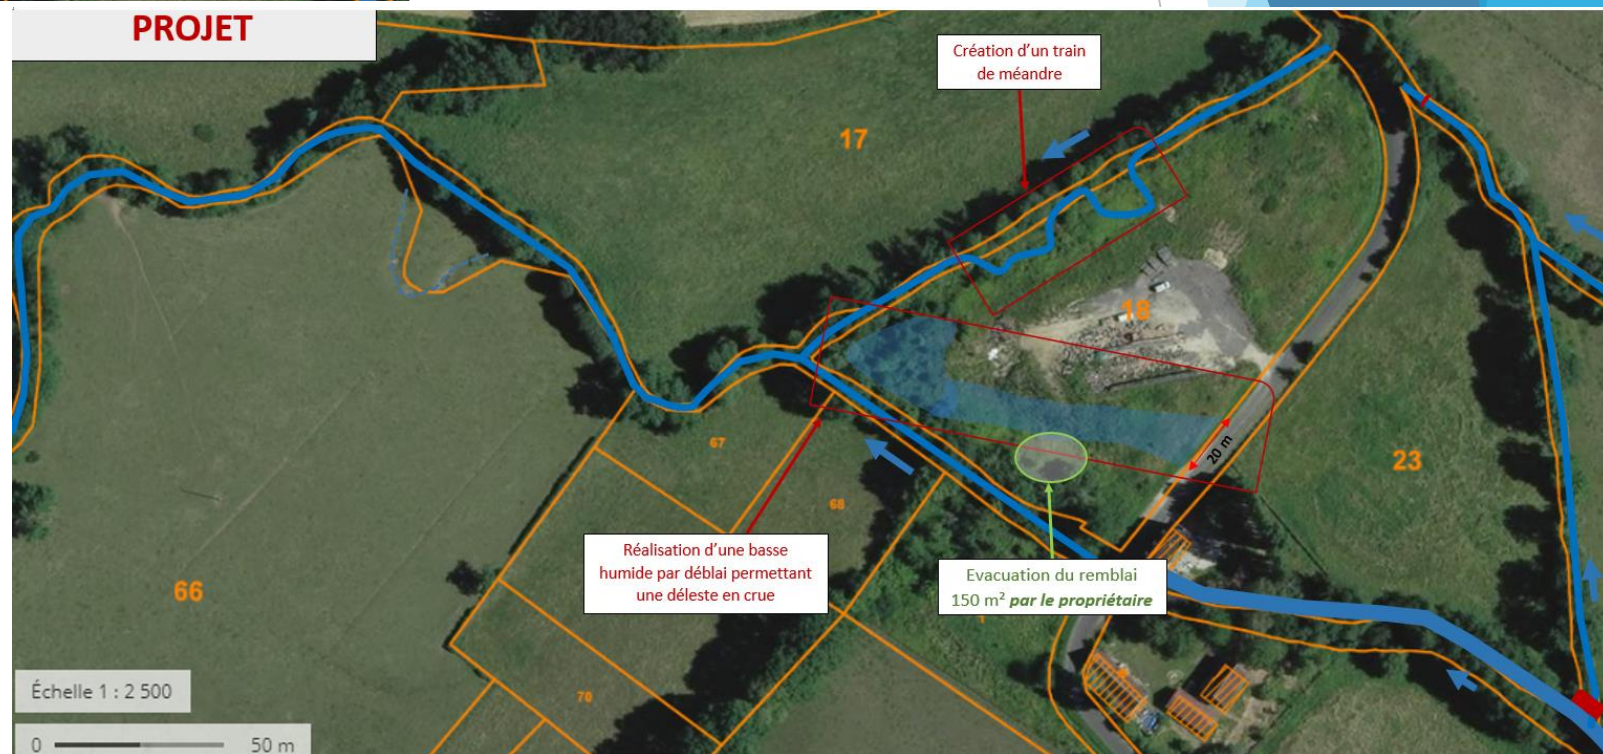 PROJET
Création d'un train
de méandre
17
18
20 m
23
67
68
66
Réalisation d'une basse
humide par déblai permettant
une déleste en crue
Evacuation du remblai
150 m² par le propriétaire
1
70
Échelle 1 : 2 500
0 50 m